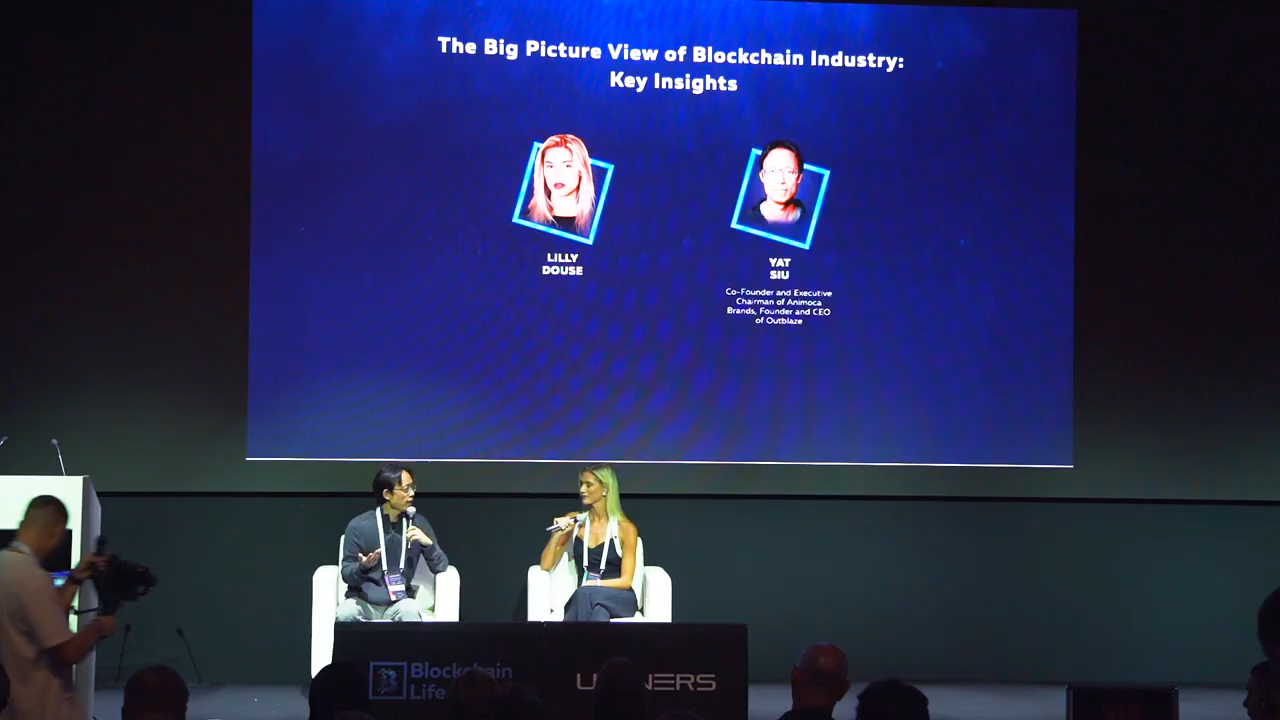 The Big Picture View of Blockchain Industry:
Key Insights
LILLY
DOUSE
YAT
SIU
Co-Founder and Executive
Chairman of Animoca
Brands, Founder and CEO
of Outblaze
Blockchain
Life